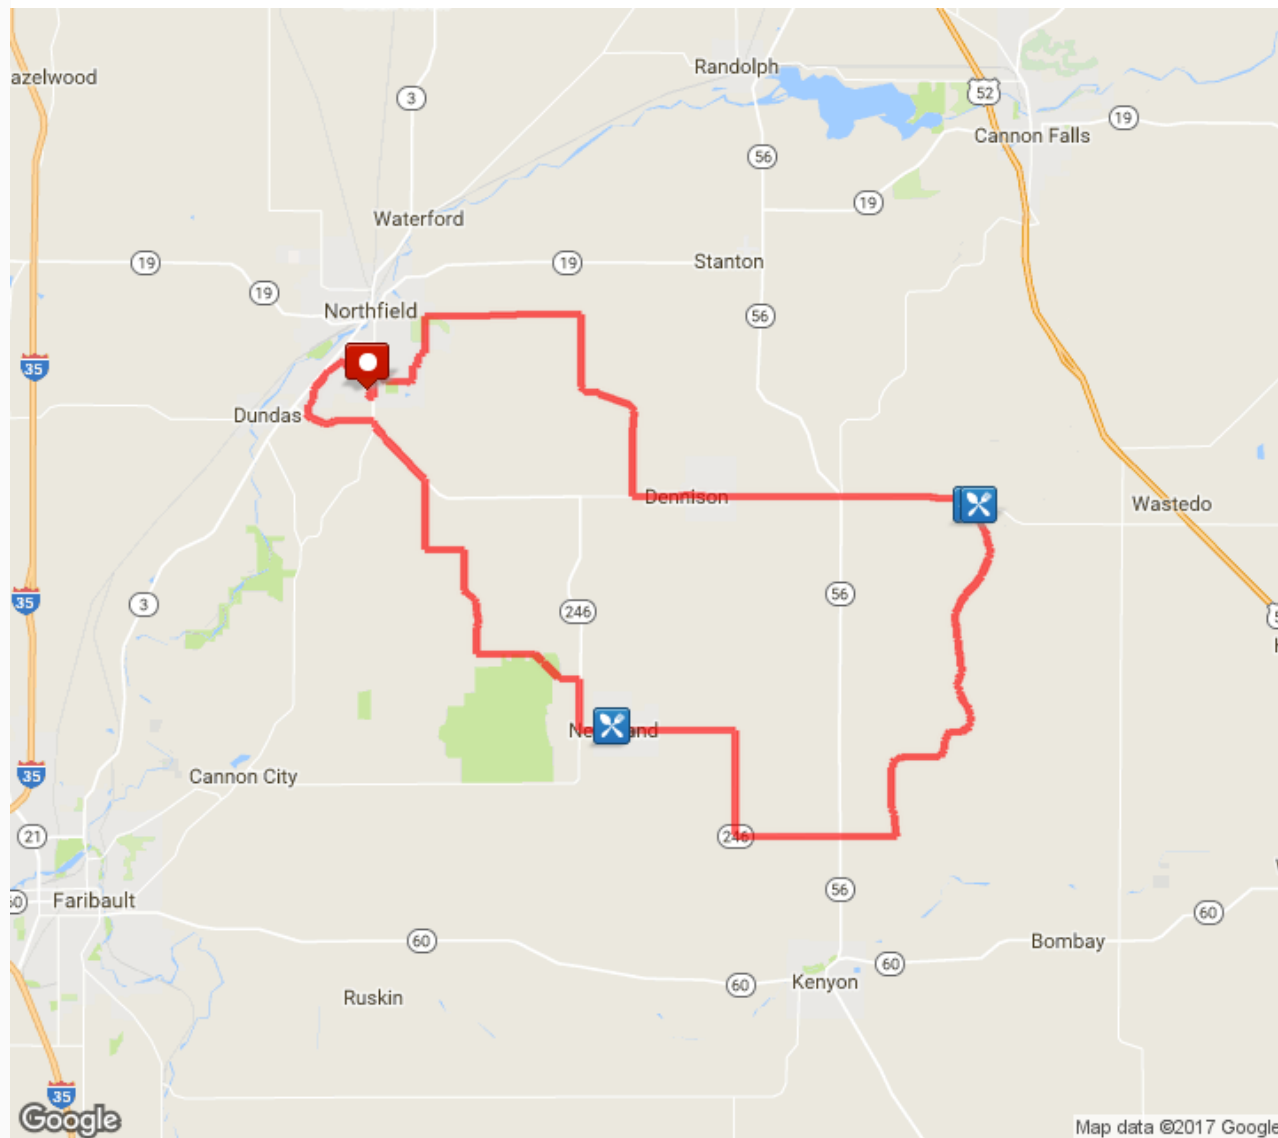 azelwood
Randolph
3
52
19
Cannon Falls
56
19
Waterford
19
19
Stanton
19
Northfield
56
35
Dundas
Dennison
Wastedo
35
3
56
246
Cannon City
35
21
246
56
Faribault
60
60
Bombay
60
60
Kenyon
Ruskin
35
Google
Map data ©2017 Google